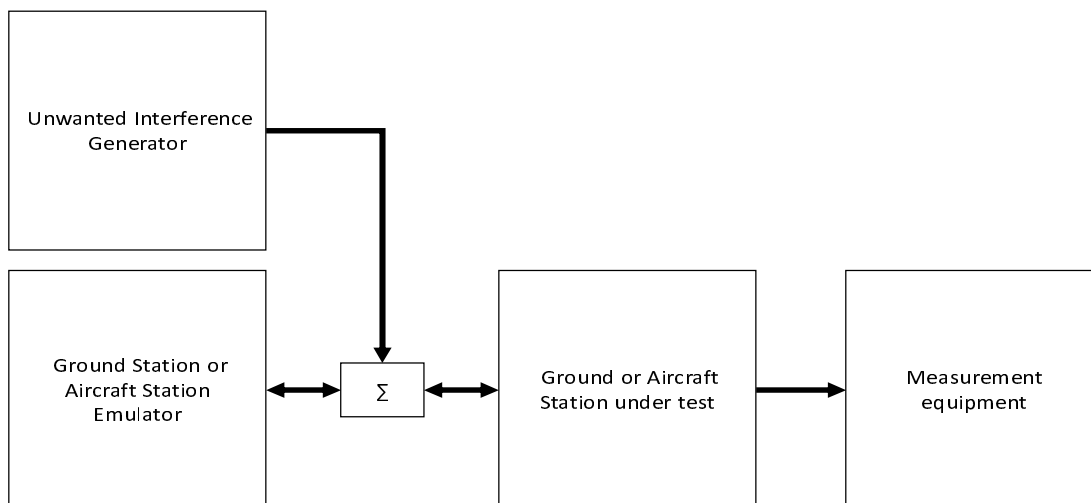 Unwanted Interference
Generator
Ground Station or
Aircraft Station
Emulator
Σ
Ground or Aircraft
Station under test
Measurement
equipment